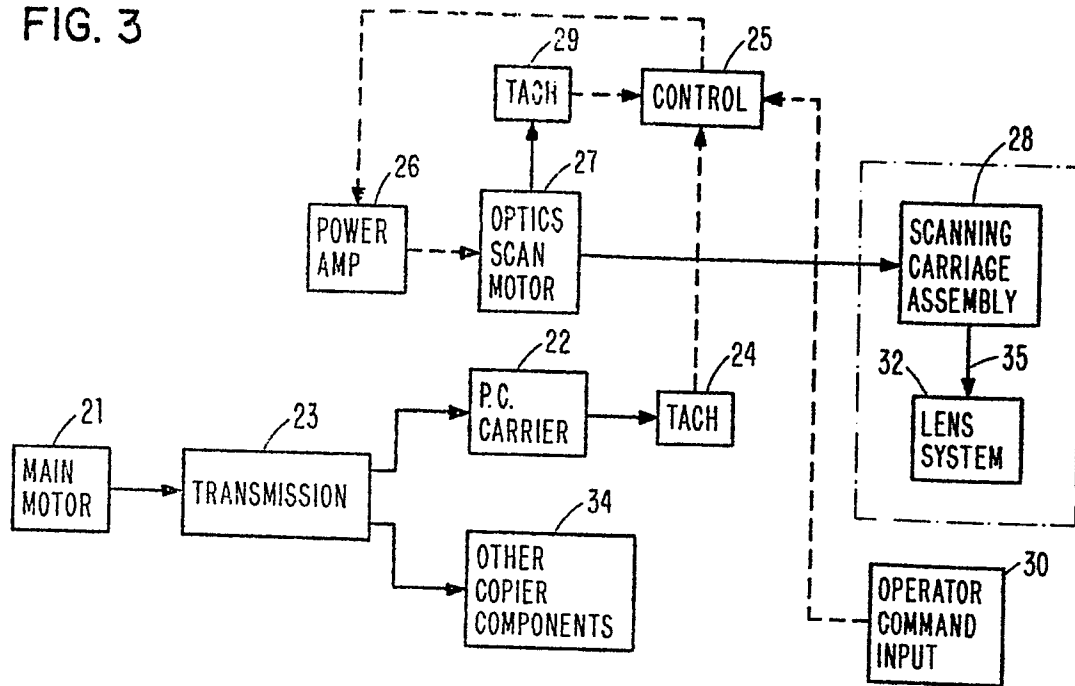 FIG. 3
29
25
TACH
CONTROL
28
26
27
POWER
AMP
OPTICS
SCAN
MOTOR
SCANNING
CARRIAGE
ASSEMBLY
22
24
32
35
21
23
P.C.
CARRIER
TACH
LENS
SYSTEM
MAIN
MOTOR
TRANSMISSION
34
OTHER
COPIER
COMPONENTS
30
OPERATOR
COMMAND
INPUT